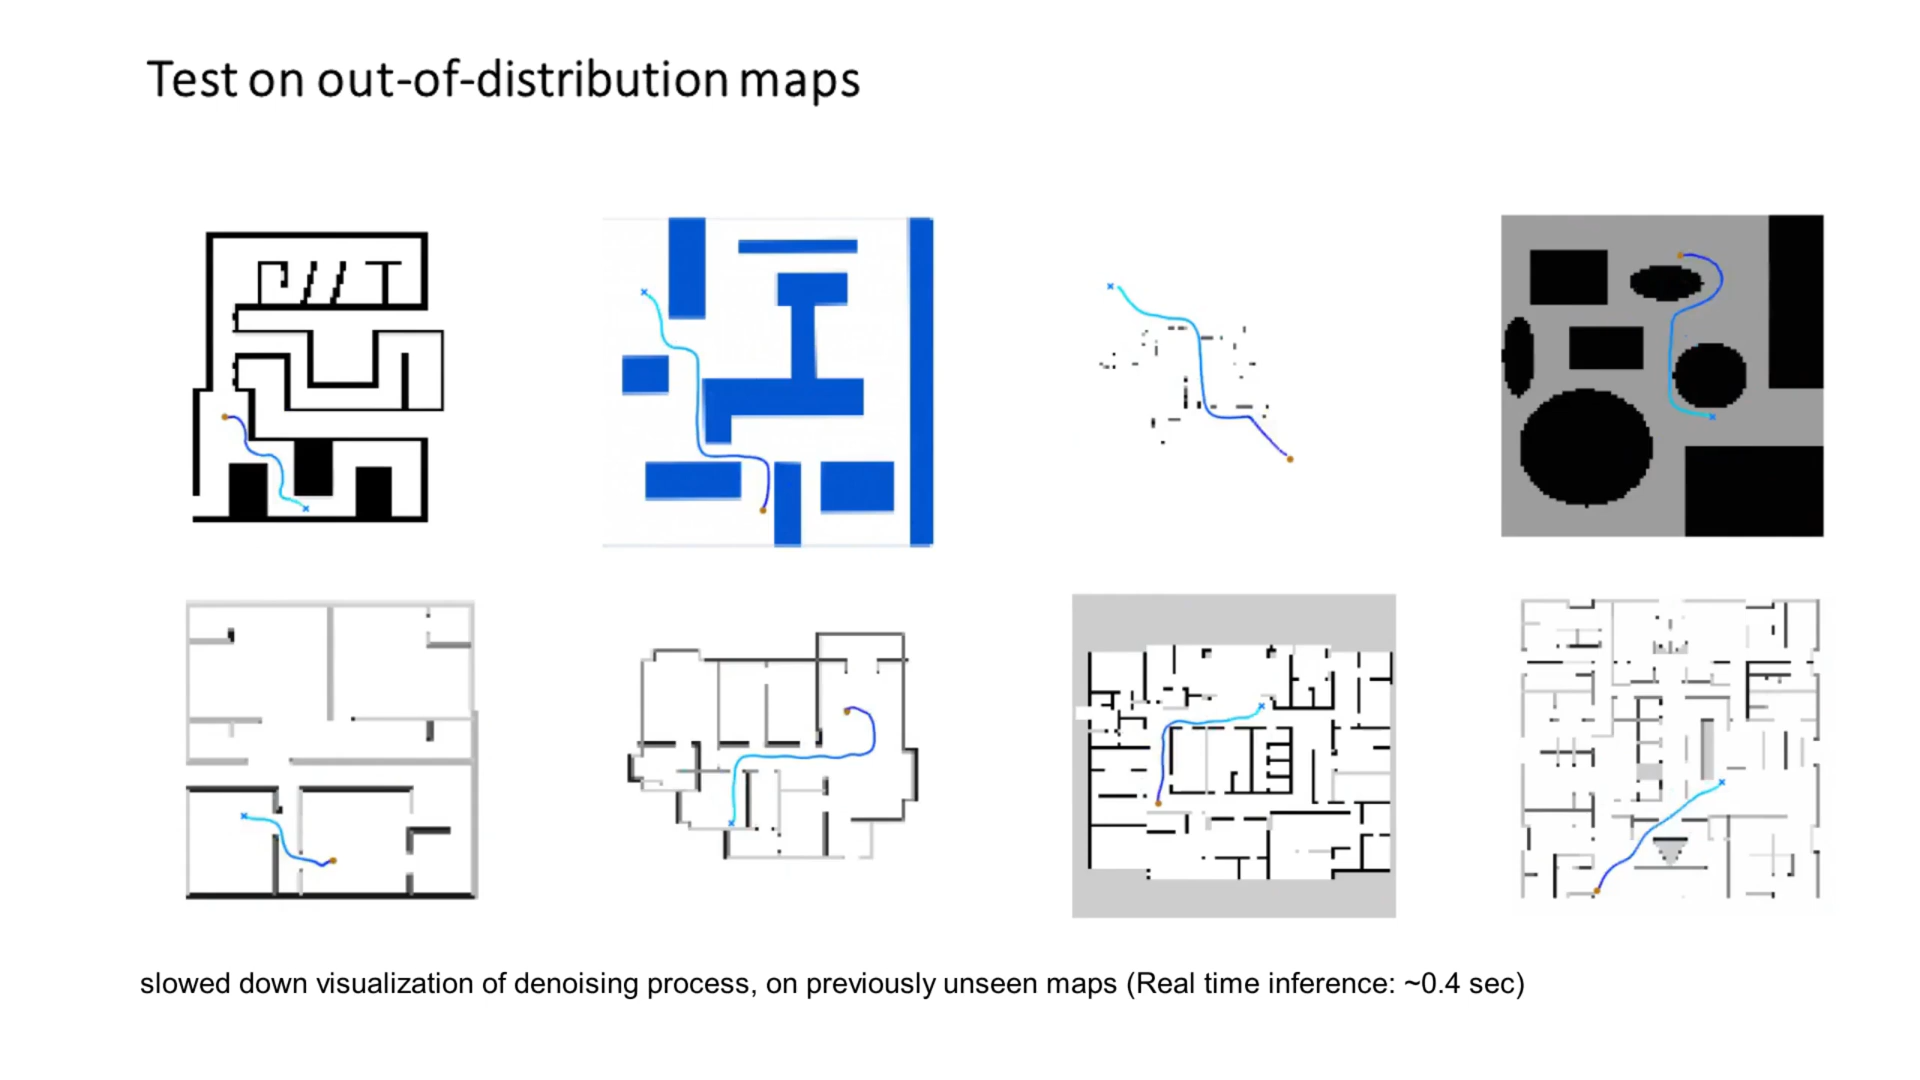 Test on out-of-distribution maps
slowed down visualization of denoising process, on previously unseen maps (Real time inference: ~0.4 sec)